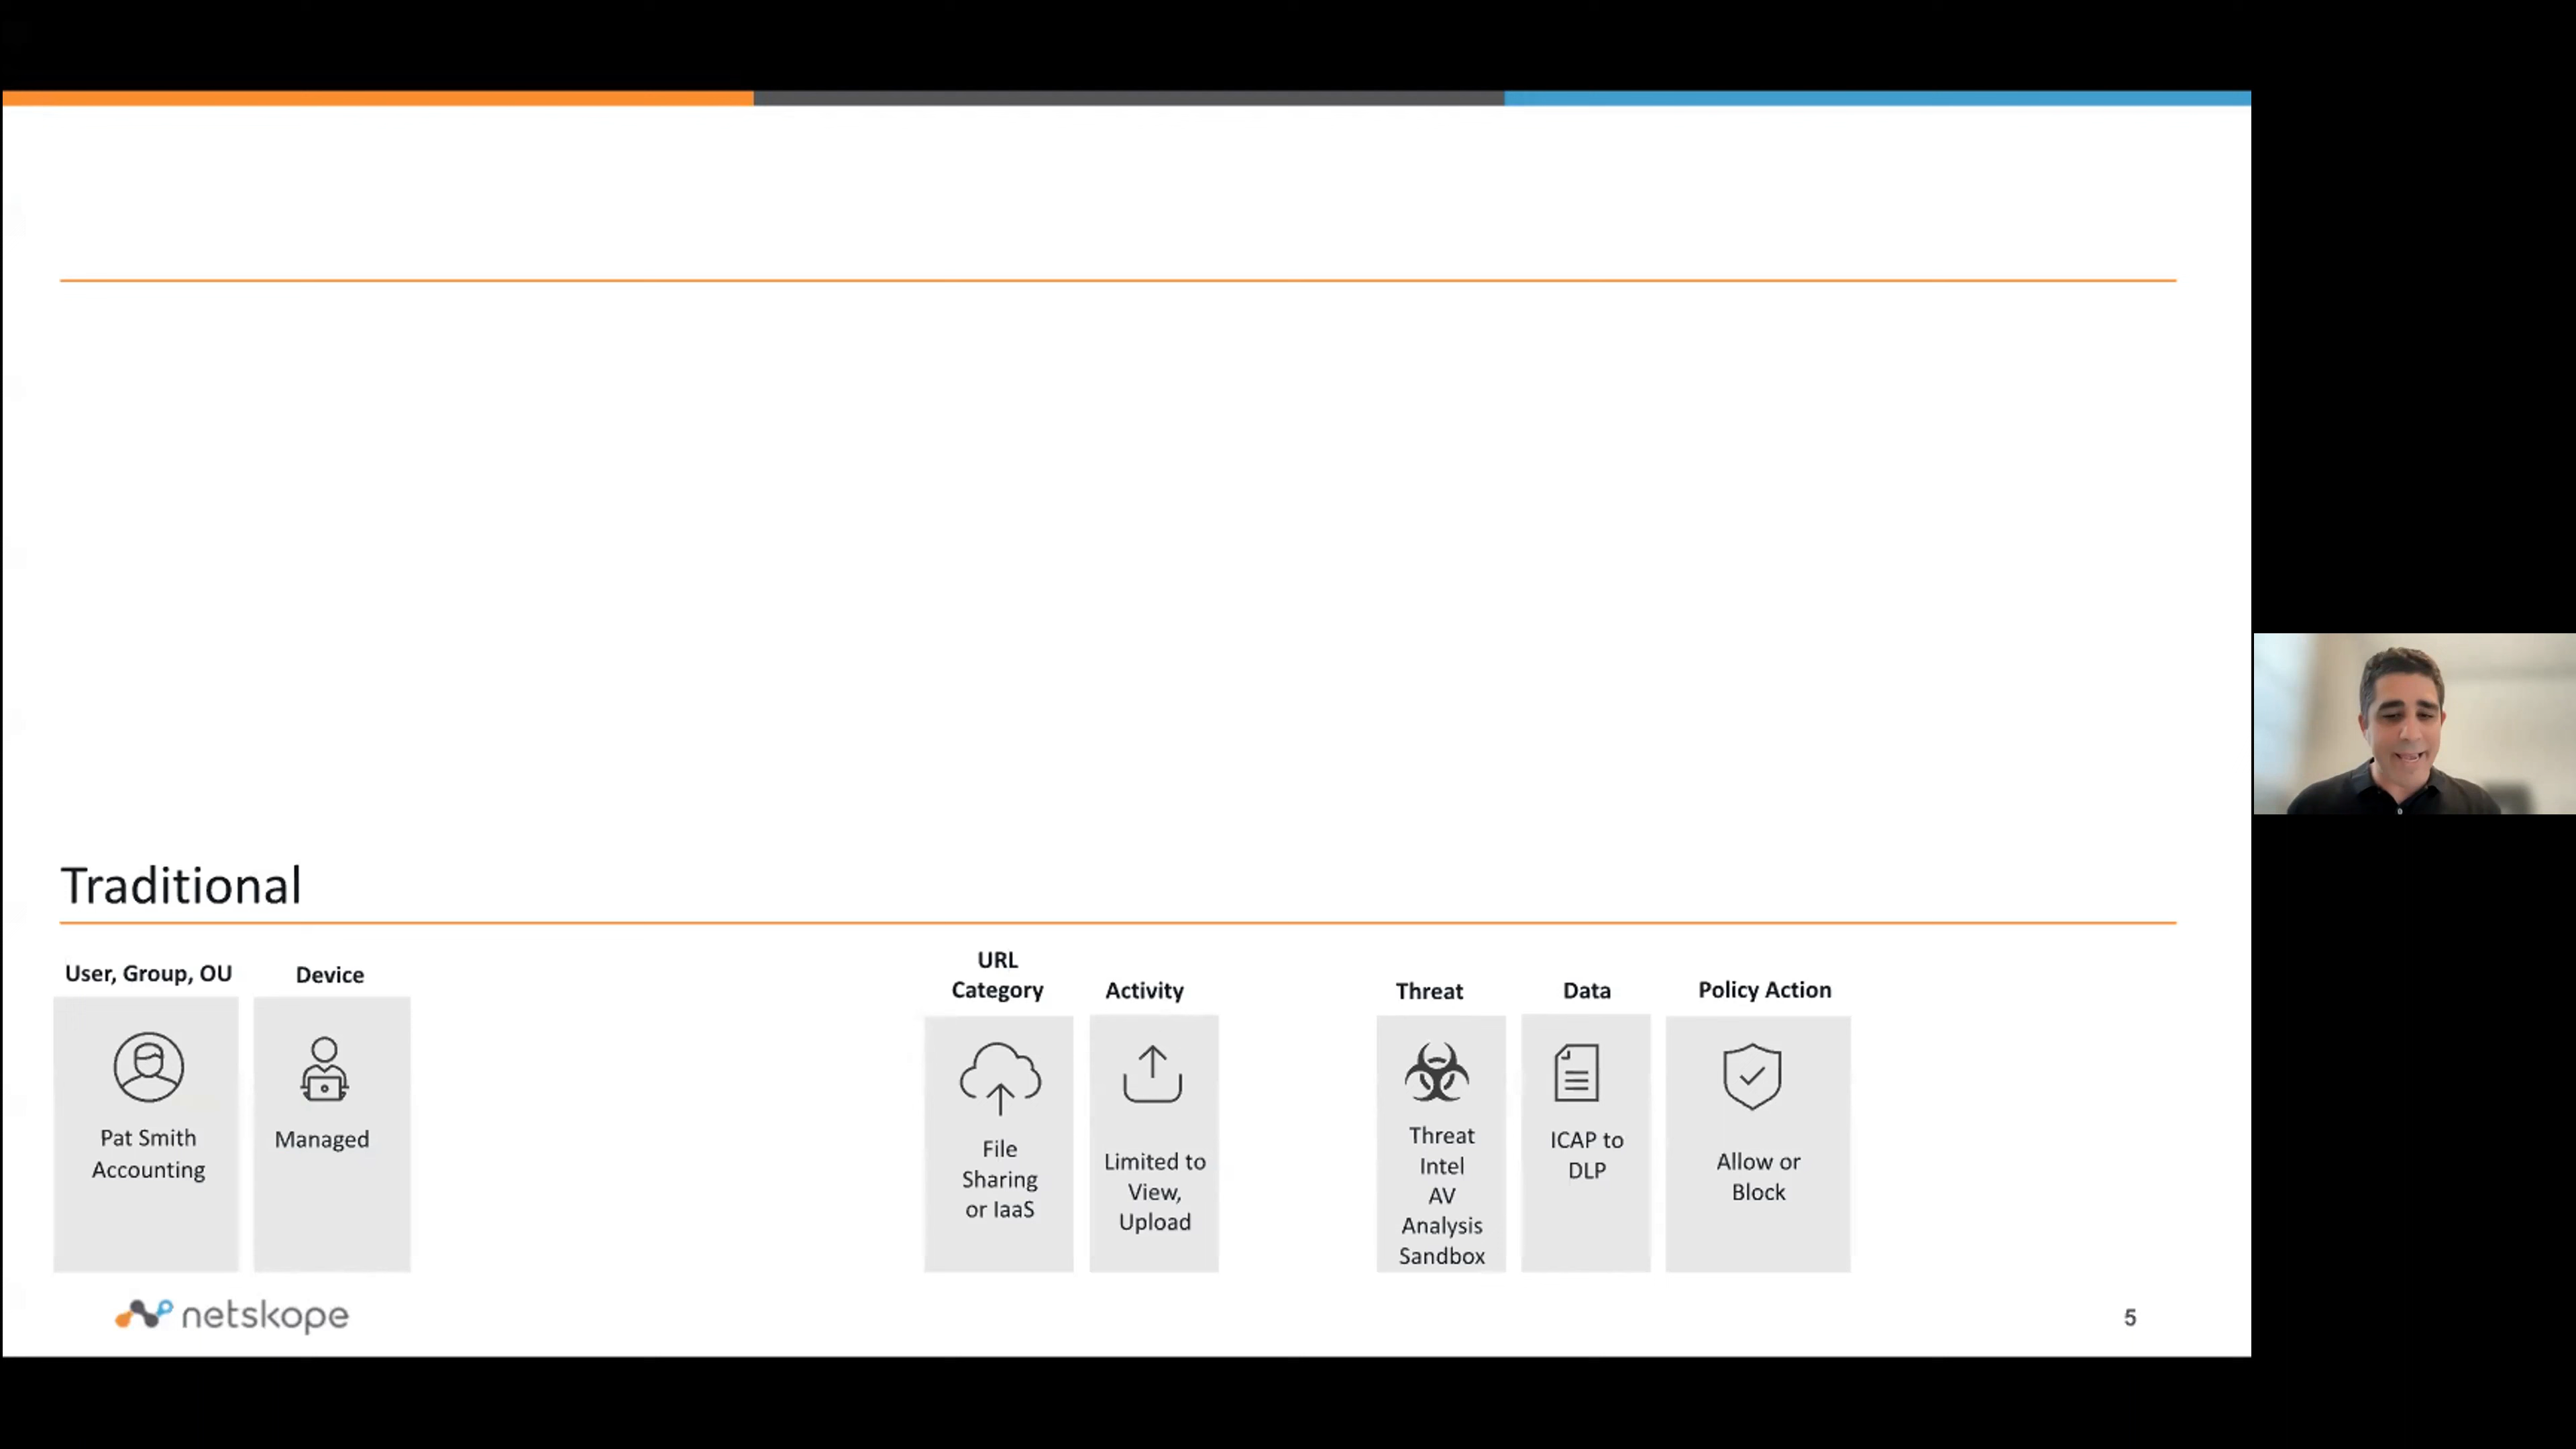 Traditional
User, Group, OU
Device
URL
Category
Activity
Threat
Data
Policy Action
Pat Smith
Accounting
Managed
File
Sharing
or IaaS
Limited to
View,
Upload
Threat
Intel
AV
Analysis
Sandbox
ICAP to
DLP
Allow or
Block
netskope
5